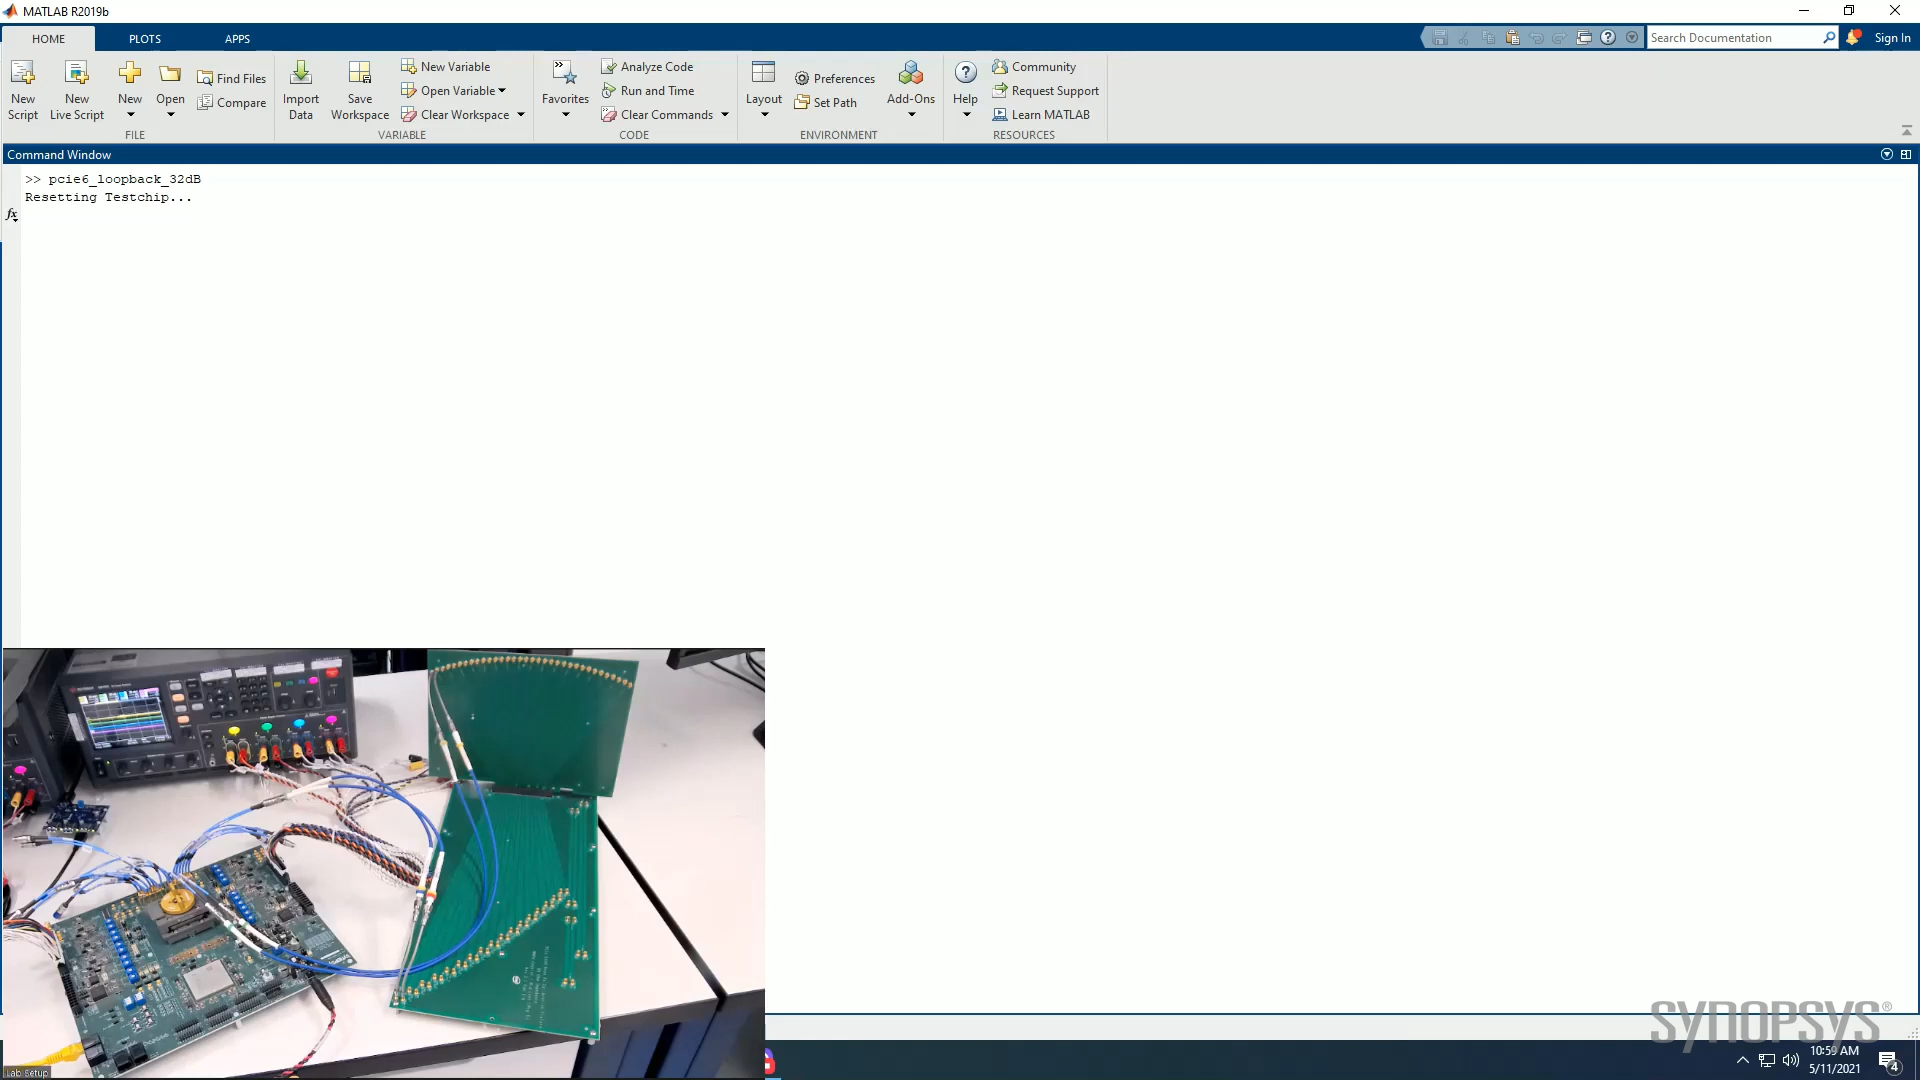 MATLAB R2019b
HOME
PLOTS
APPS
Search Documentation
Sign In
New Script
New Live Script
New
Open
Find Files
Compare
FILE
Import Data
Save Workspace
New Variable
Open Variable
Clear Workspace
VARIABLE
Favorites
Analyze Code
Run and Time
Clear Commands
CODE
Layout
Preferences
Set Path
Add-Ons
ENVIRONMENT
Help
Community
Request Support
Learn MATLAB
RESOURCES
Command Window
>> pcie6_loopback_32dB
Resetting Testchip...
fx
Lab Setup
SYNOPSYS®
10:59 AM
5/11/2021
4